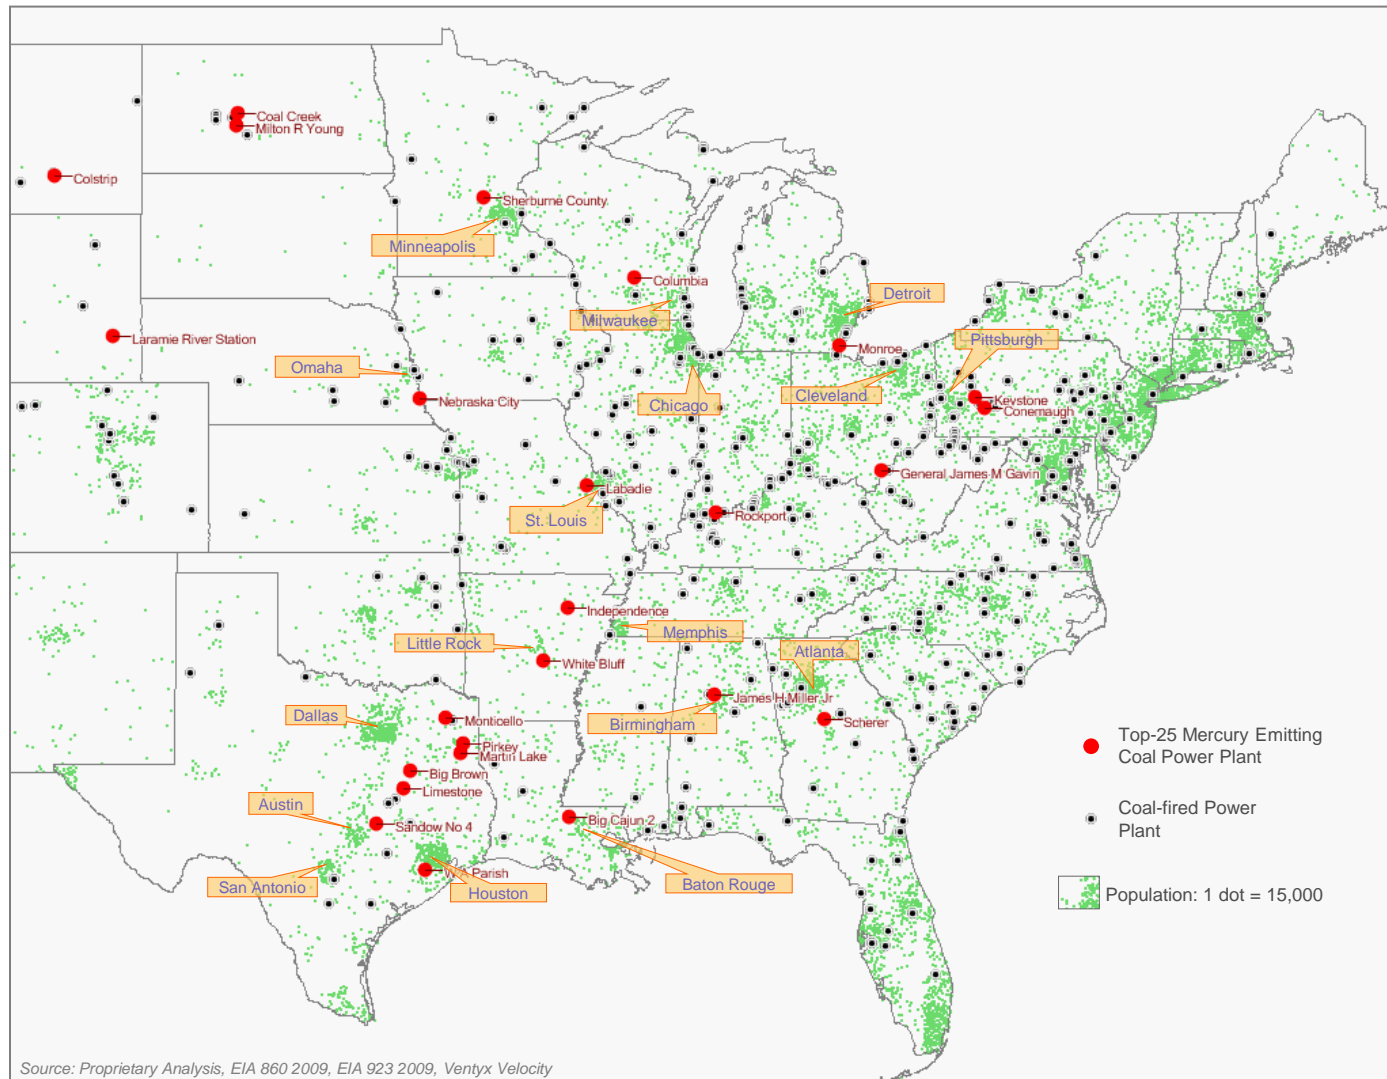 Coal Creek
Milton R Young
Colstrip
Sherburne County
Minneapolis
Columbia
Detroit
Milwaukee
Laramie River Station
Monroe
Pittsburgh
Omaha
Cleveland
Nebraska City
Chicago
Keystone
Conemaugh
General James M Gavin
Labadie
St. Louis
Rockport
Independence
Little Rock
Memphis
White Bluff
Atlanta
James H Miller Jr
Dallas
Monticello
Birmingham
Scherer
Pirkey
Martin Lake
Big Brown
Limestone
Austin
Sandow No 4
Big Cajun 2
W A Parish
San Antonio
Houston
Baton Rouge
Top-25 Mercury Emitting
Coal Power Plant
Coal-fired Power
Plant
Population: 1 dot = 15,000
Source: Proprietary Analysis, EIA 860 2009, EIA 923 2009, Ventyx Velocity